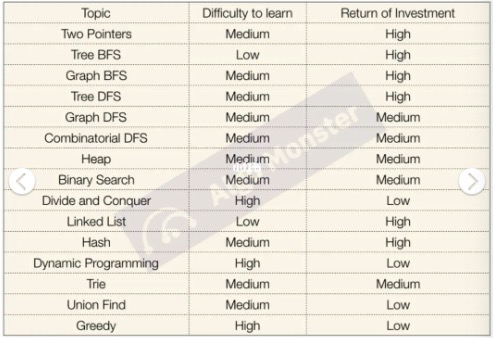 Topic Difficulty to learn Return of Investment
Two Pointers Medium High
Tree BFS Low High
Graph BFS Medium High
Tree DFS Medium High
Graph DFS Medium Medium
Combinatorial DFS Medium Medium
Heap Medium Medium
Binary Search Medium Medium
Divide and Conquer High Low
Linked List Low High
Hash Medium High
Dynamic Programming High Low
Trie Medium Medium
Union Find Medium Low
Greedy High Low
Algo Monster